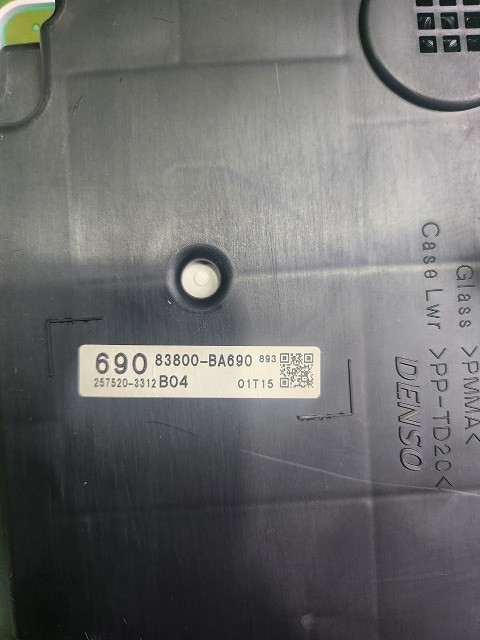 690 83800-BA690 893
257520-3312 B04 01T15
Glass >PMMA<
Case Lwr >PP-TD20<
DENSO